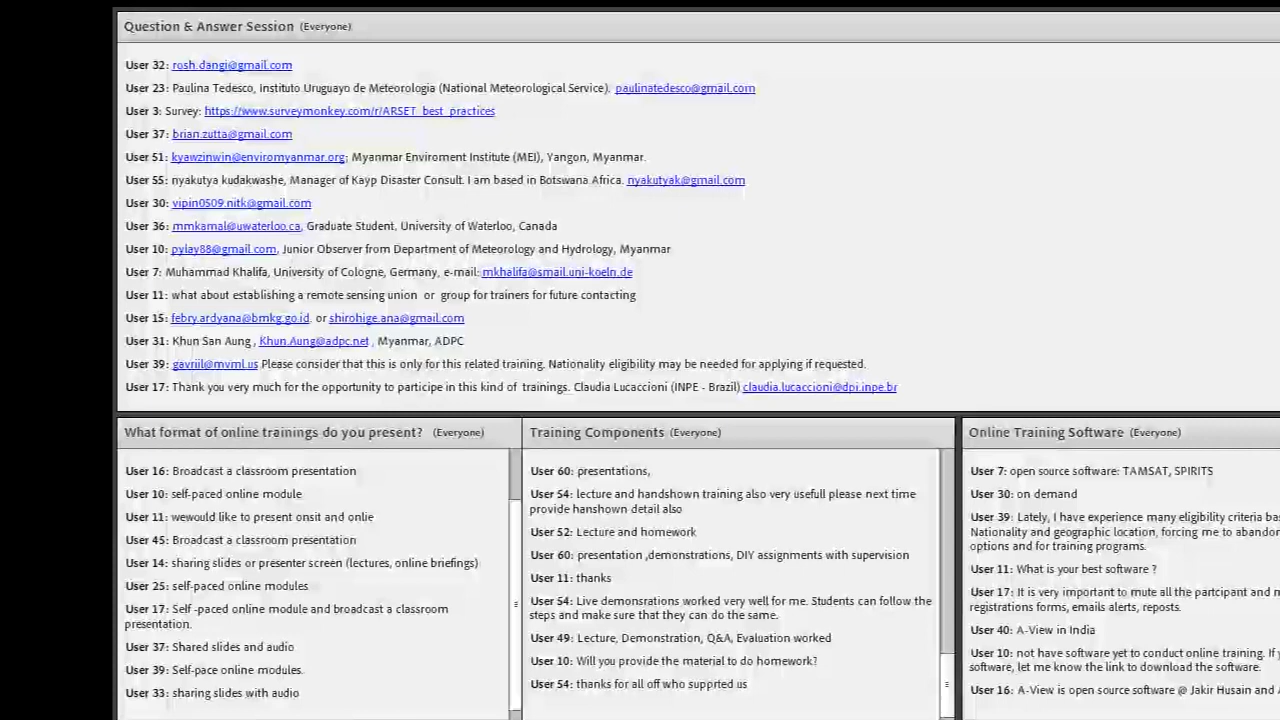 Question & Answer Session (Everyone)
User 32: rosh.dangi@gmail.com
User 23: Paulina Tedesco, Instituto Uruguayo de Meteorologia (National Meteorological Service). paulinatedesco@gmail.com
User 3: Survey: https://www.surveymonkey.com/r/ARSET_best_practices
User 37: brian.zutta@gmail.com
User 51: kyawzinwin@enviromyanmar.org; Myanmar Enviroment Institute (MEI), Yangon, Myanmar.
User 55: nyakutya kudakwashe, Manager of Kayp Disaster Consult. I am based in Botswana Africa. nyakutyak@gmail.com
User 30: vipin0509.nitk@gmail.com
User 36: mmkamal@uwaterloo.ca, Graduate Student, University of Waterloo, Canada
User 10: pylay88@gmail.com, Junior Observer from Department of Meteorology and Hydrology, Myanmar
User 7: Muhammad Khalifa, University of Cologne, Germany, e-mail: mkhalifa@smail.uni-koeln.de
User 11: what about establishing a remote sensing union or group for trainers for future contacting
User 15: febry.ardyana@bmkg.go.id. or shirohige.ana@gmail.com
User 31: Khun San Aung , Khun.Aung@adpc.net , Myanmar, ADPC
User 39: gavriil@mvml.us Please consider that this is only for this related training. Nationality eligibility may be needed for applying if requested.
User 17: Thank you very much for the opportunity to participe in this kind of trainings. Claudia Lucaccioni (INPE - Brazil) claudia.lucaccioni@dpi.inpe.br
What format of online trainings do you present? (Everyone)
User 16: Broadcast a classroom presentation
User 10: self-paced online module
User 11: wewould like to present onsit and onlie
User 45: Broadcast a classroom presentation
User 14: sharing slides or presenter screen (lectures, online briefings)
User 25: self-paced online modules
User 17: Self -paced online module and broadcast a classroom
presentation.
User 37: Shared slides and audio
User 39: Self-pace online modules.
User 33: sharing slides with audio
Training Components (Everyone)
User 60: presentations,
User 54: lecture and handshown training also very usefull please next time
provide hanshown detail also
User 52: Lecture and homework
User 60: presentation ,demonstrations, DIY assignments with supervision
User 11: thanks
User 54: Live demonsrations worked very well for me. Students can follow the
steps and make sure that they can do the same.
User 49: Lecture, Demonstration, Q&A, Evaluation worked
User 10: Will you provide the material to do homework?
User 54: thanks for all off who supprted us
Online Training Software (Everyone)
User 7: open source software: TAMSAT, SPIRITS
User 30: on demand
User 39: Lately, I have experience many eligibility criteria
Nationality and geographic location, forcing me to
options and for training programs.
User 11: What is your best software ?
User 17: It is very important to mute all the partcipant and
registrations forms, emails alerts, reposts.
User 40: A-View in India
User 10: not have software yet to conduct online training. If
software, let me know the link to download the software.
User 16: A-View is open source software @ Jakir Husain and